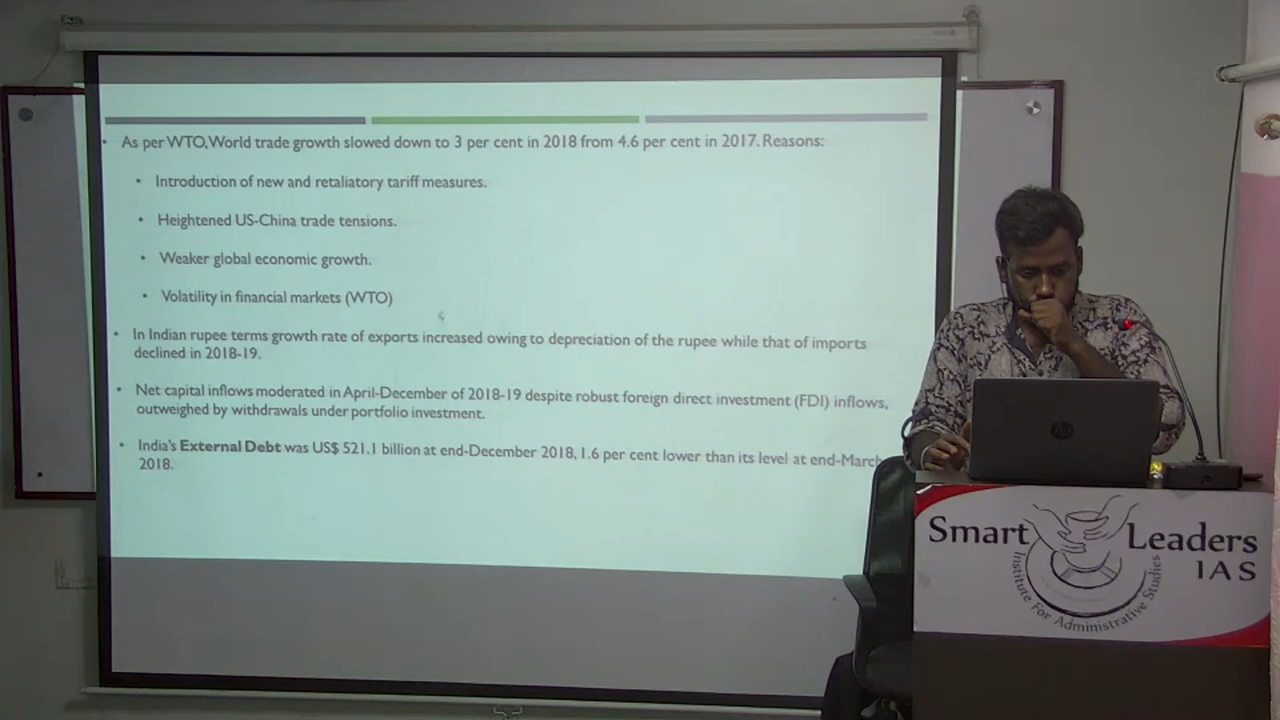 • As per WTO, World trade growth slowed down to 3 per cent in 2018 from 4.6 per cent in 2017. Reasons:
• Introduction of new and retaliatory tariff measures.
• Heightened US-China trade tensions.
• Weaker global economic growth.
• Volatility in financial markets (WTO)
• In Indian rupee terms growth rate of exports increased owing to depreciation of the rupee while that of imports
declined in 2018-19.
• Net capital inflows moderated in April-December of 2018-19 despite robust foreign direct investment (FDI) inflows,
outweighed by withdrawals under portfolio investment.
• India's External Debt was US$ 521.1 billion at end-December 2018, 1.6 per cent lower than its level at end-March
2018.
Smart Leaders
IAS
Institute For Administrative Studies
hp